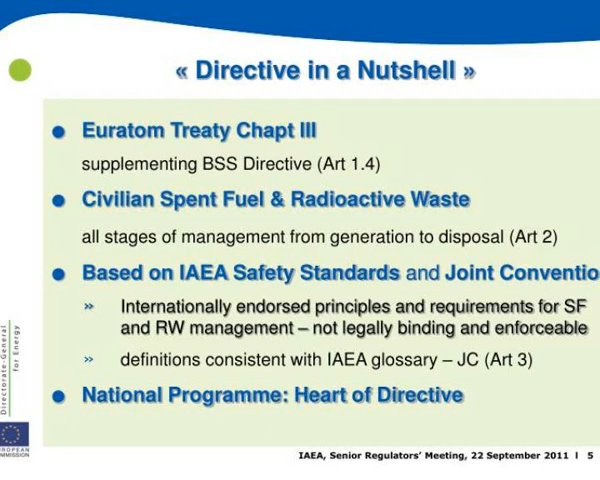 « Directive in a Nutshell »
Euratom Treaty Chapt III
supplementing BSS Directive (Art 1.4)
Civilian Spent Fuel & Radioactive Waste
all stages of management from generation to disposal (Art 2)
Based on IAEA Safety Standards and Joint Conventio
» Internationally endorsed principles and requirements for SF
and RW management – not legally binding and enforceable
» definitions consistent with IAEA glossary – JC (Art 3)
National Programme: Heart of Directive
Directorate-General
for Energy
EUROPEAN
COMMISSION
IAEA, Senior Regulators’ Meeting, 22 September 2011 I 5